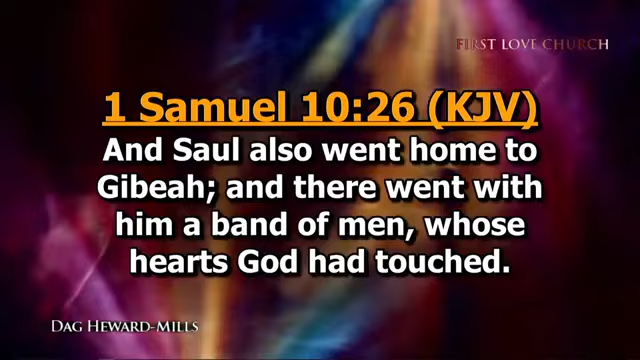 FIRST LOVE CHURCH
1 Samuel 10:26 (KJV)
And Saul also went home to
Gibeah; and there went with
him a band of men, whose
hearts God had touched.
DAG HEWARD-MILLS